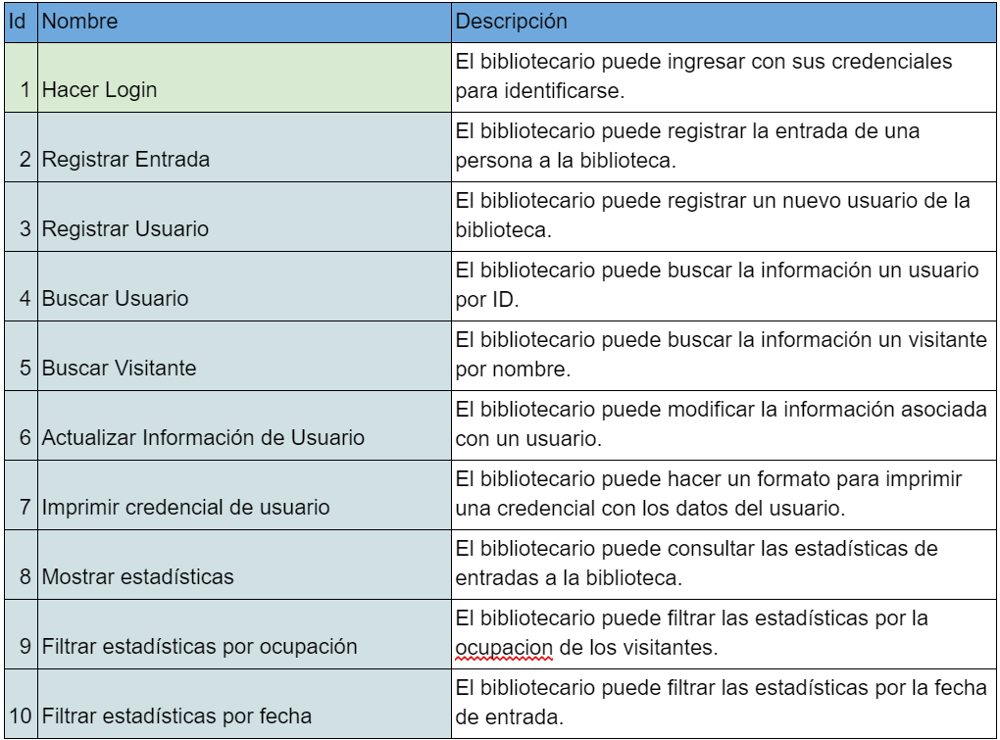 Id Nombre Descripción
El bibliotecario puede ingresar con sus credenciales
1 Hacer Login para identificarse.
El bibliotecario puede registrar la entrada de una
2 Registrar Entrada persona a la biblioteca.
El bibliotecario puede registrar un nuevo usuario de la
3 Registrar Usuario biblioteca.
El bibliotecario puede buscar la información un usuario
4 Buscar Usuario por ID.
El bibliotecario puede buscar la información un visitante
5 Buscar Visitante por nombre.
El bibliotecario puede modificar la información asociada
6 Actualizar Información de Usuario con un usuario.
El bibliotecario puede hacer un formato para imprimir
7 Imprimir credencial de usuario una credencial con los datos del usuario.
El bibliotecario puede consultar las estadísticas de
8 Mostrar estadísticas entradas a la biblioteca.
El bibliotecario puede filtrar las estadísticas por la
9 Filtrar estadísticas por ocupación ocupacion de los visitantes.
El bibliotecario puede filtrar las estadísticas por la fecha
10 Filtrar estadísticas por fecha de entrada.